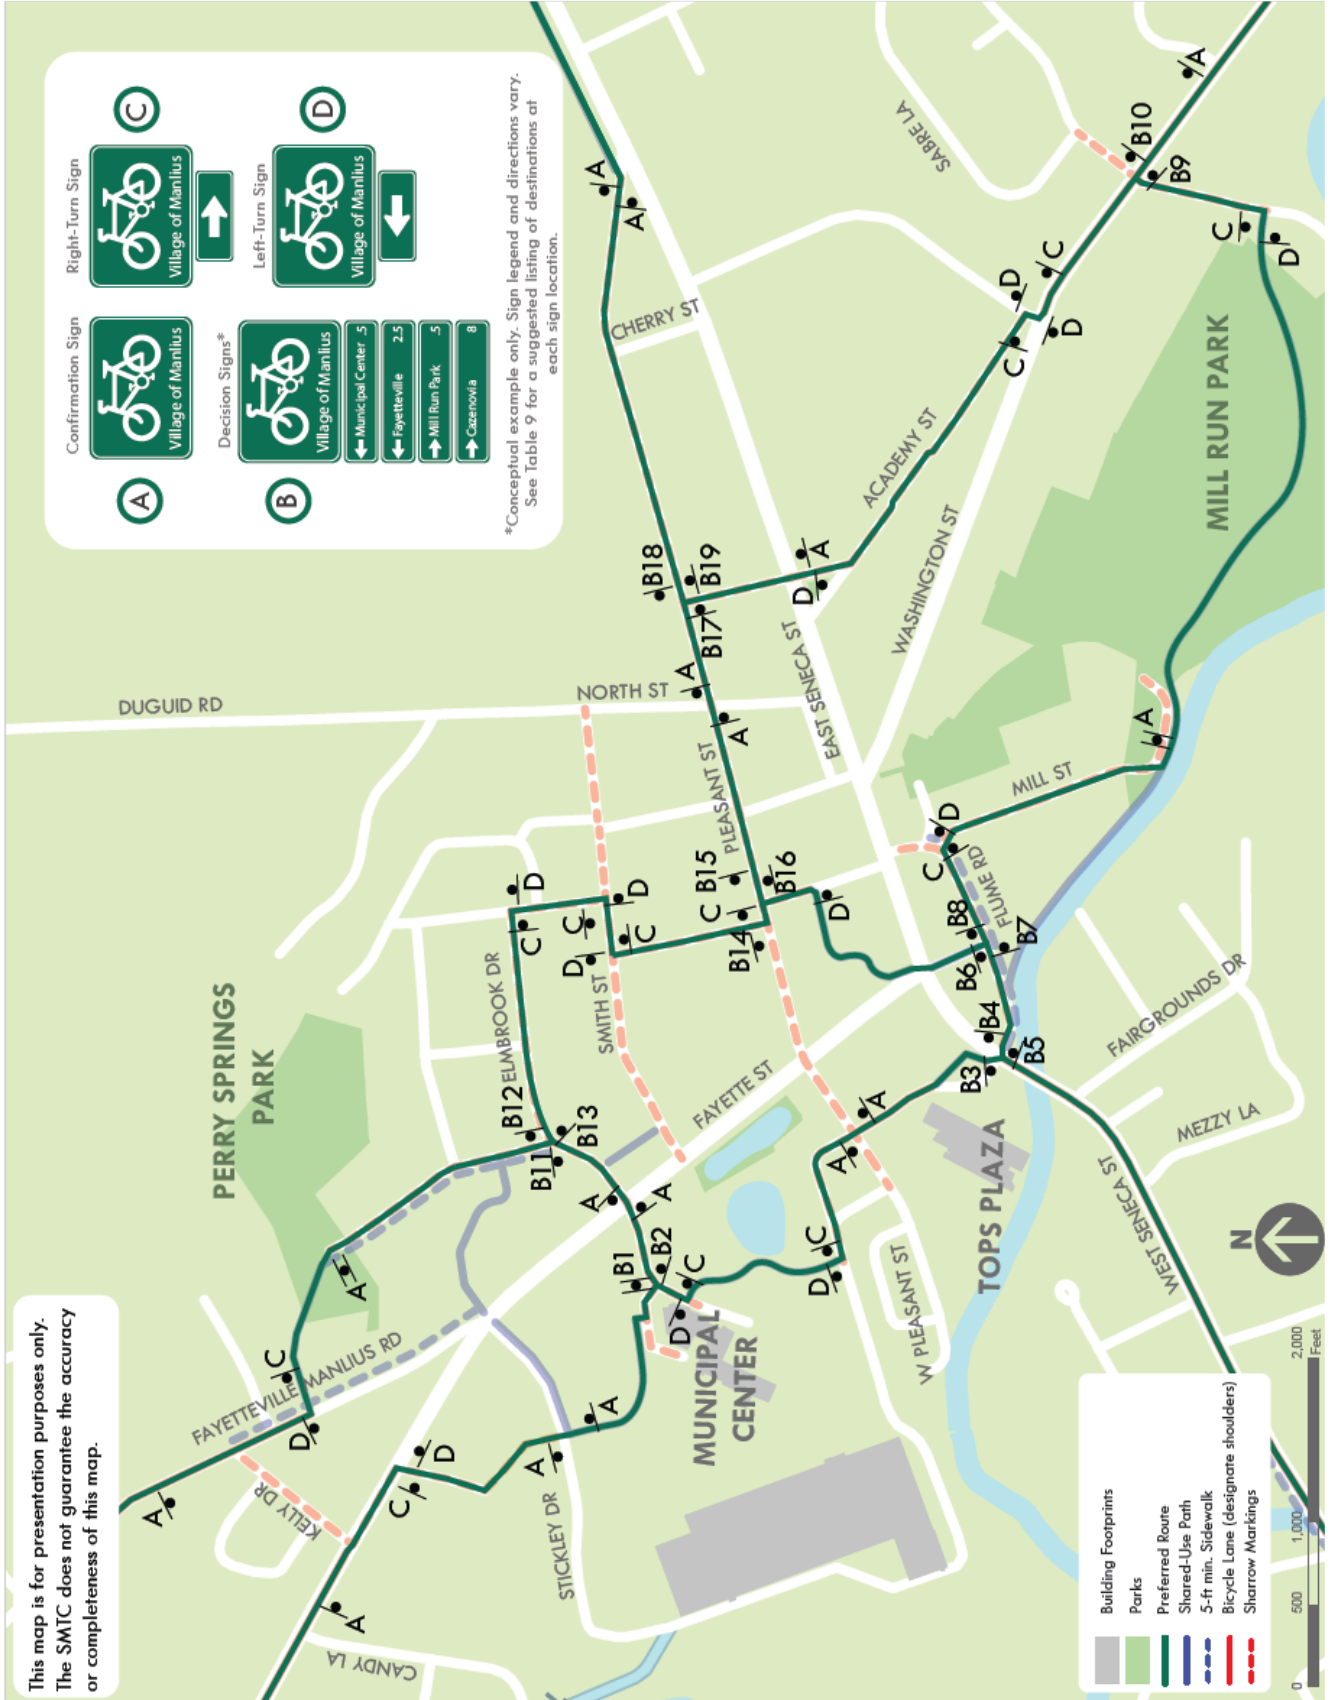 This map is for presentation purposes only.
The SMTC does not guarantee the accuracy
or completeness of this map.
Confirmation Sign
Village of Manlius
A
Right-Turn Sign
Village of Manlius
C
Decision Signs*
Village of Manlius
Municipal Center .5
Fayetteville 2.5
Mill Run Park .5
Cazenovia 8
B
Left-Turn Sign
Village of Manlius
D
*Conceptual example only. Sign legend and directions vary.
See Table 9 for a suggested listing of destinations at
each sign location.
PERRY SPRINGS
PARK
DUGUID RD
NORTH ST
CHERRY ST
SABRE LA
FAYETTEVILLE MANLIUS RD
KELLY DR
CANDY LA
STICKLEY DR
ELMBROOK DR
SMITH ST
FAYETTE ST
PLEASANT ST
EAST SENECA ST
ACADEMY ST
WASHINGTON ST
MILL ST
FLUME RD
MILL RUN PARK
MUNICIPAL
CENTER
W PLEASANT ST
TOPS PLAZA
WEST SENECA ST
FAIRGROUNDS DR
MEZZY LA
A
D
C
A
A
C
D
A
A
B1
B2
D
C
A
A
B11
B12
B13
C
D
C
D
D
C
B14
C
B15
B16
D
A
A
B17
B18
B19
A
A
D
A
C
D
D
C
B10
B9
A
C
D
D
C
A
A
B3
B4
B5
B6
B7
B8
C
D
A
N
Building Footprints
Parks
Preferred Route
Shared-Use Path
5-ft min. Sidewalk
Bicycle Lane (designate shoulders)
Sharrow Markings
0 500 1,000 2,000
Feet